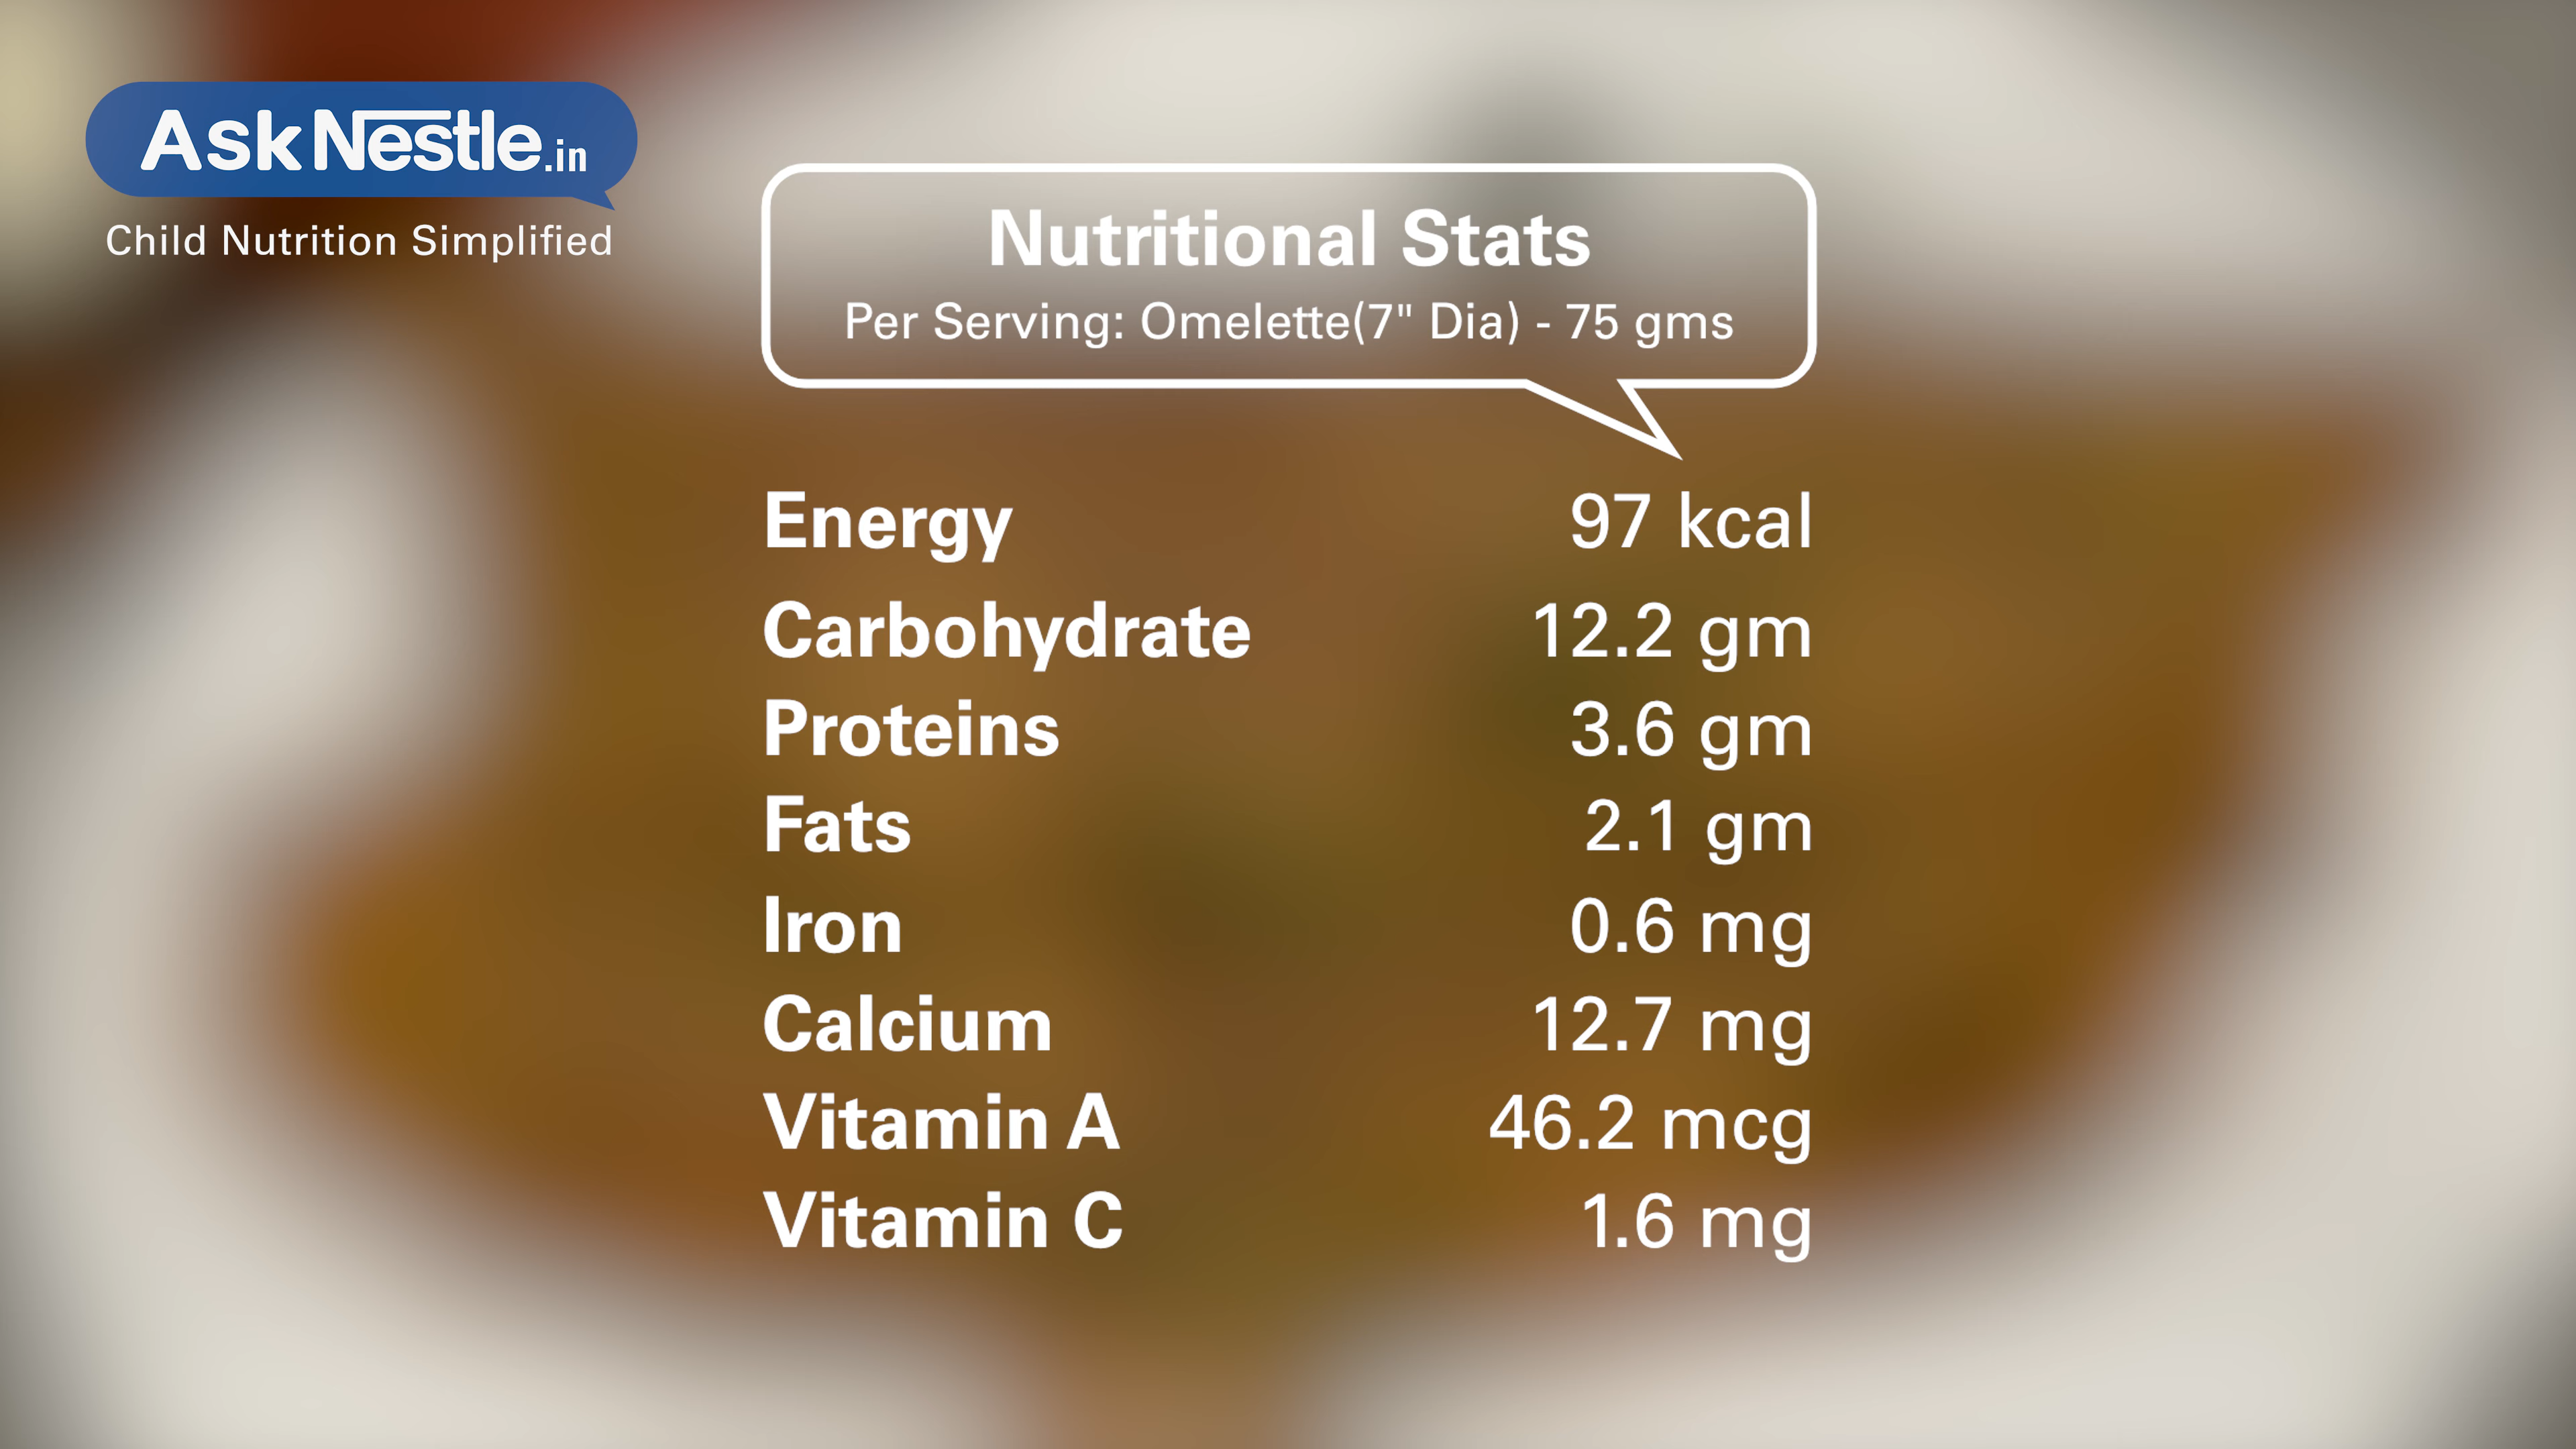 AskNestle.in
Child Nutrition Simplified
Nutritional Stats
Per Serving: Omelette(7" Dia) - 75 gms
Energy 97 kcal
Carbohydrate 12.2 gm
Proteins 3.6 gm
Fats 2.1 gm
Iron 0.6 mg
Calcium 12.7 mg
Vitamin A 46.2 mcg
Vitamin C 1.6 mg